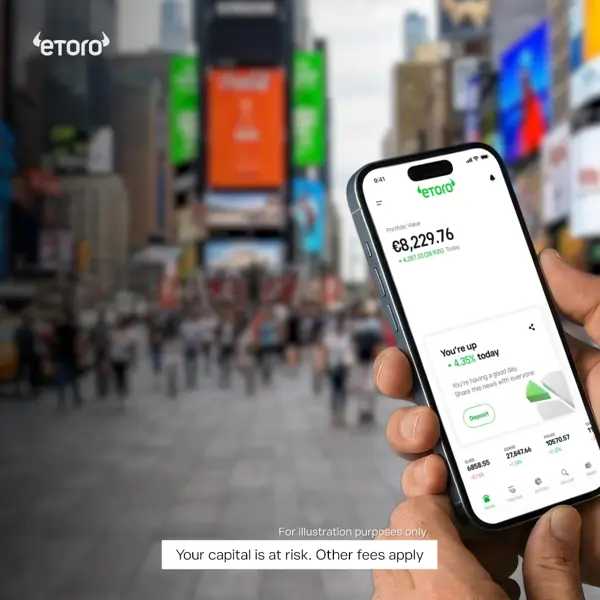 eToro
9:41
eToro
Portfolio Value
€8,229.76
Today
You're up
4.35% today
You're having a good day.
Share this news with everyone
Deposit
6858.55
27,847.66
10570.57
Home
For illustration purposes only
Your capital is at risk. Other fees apply